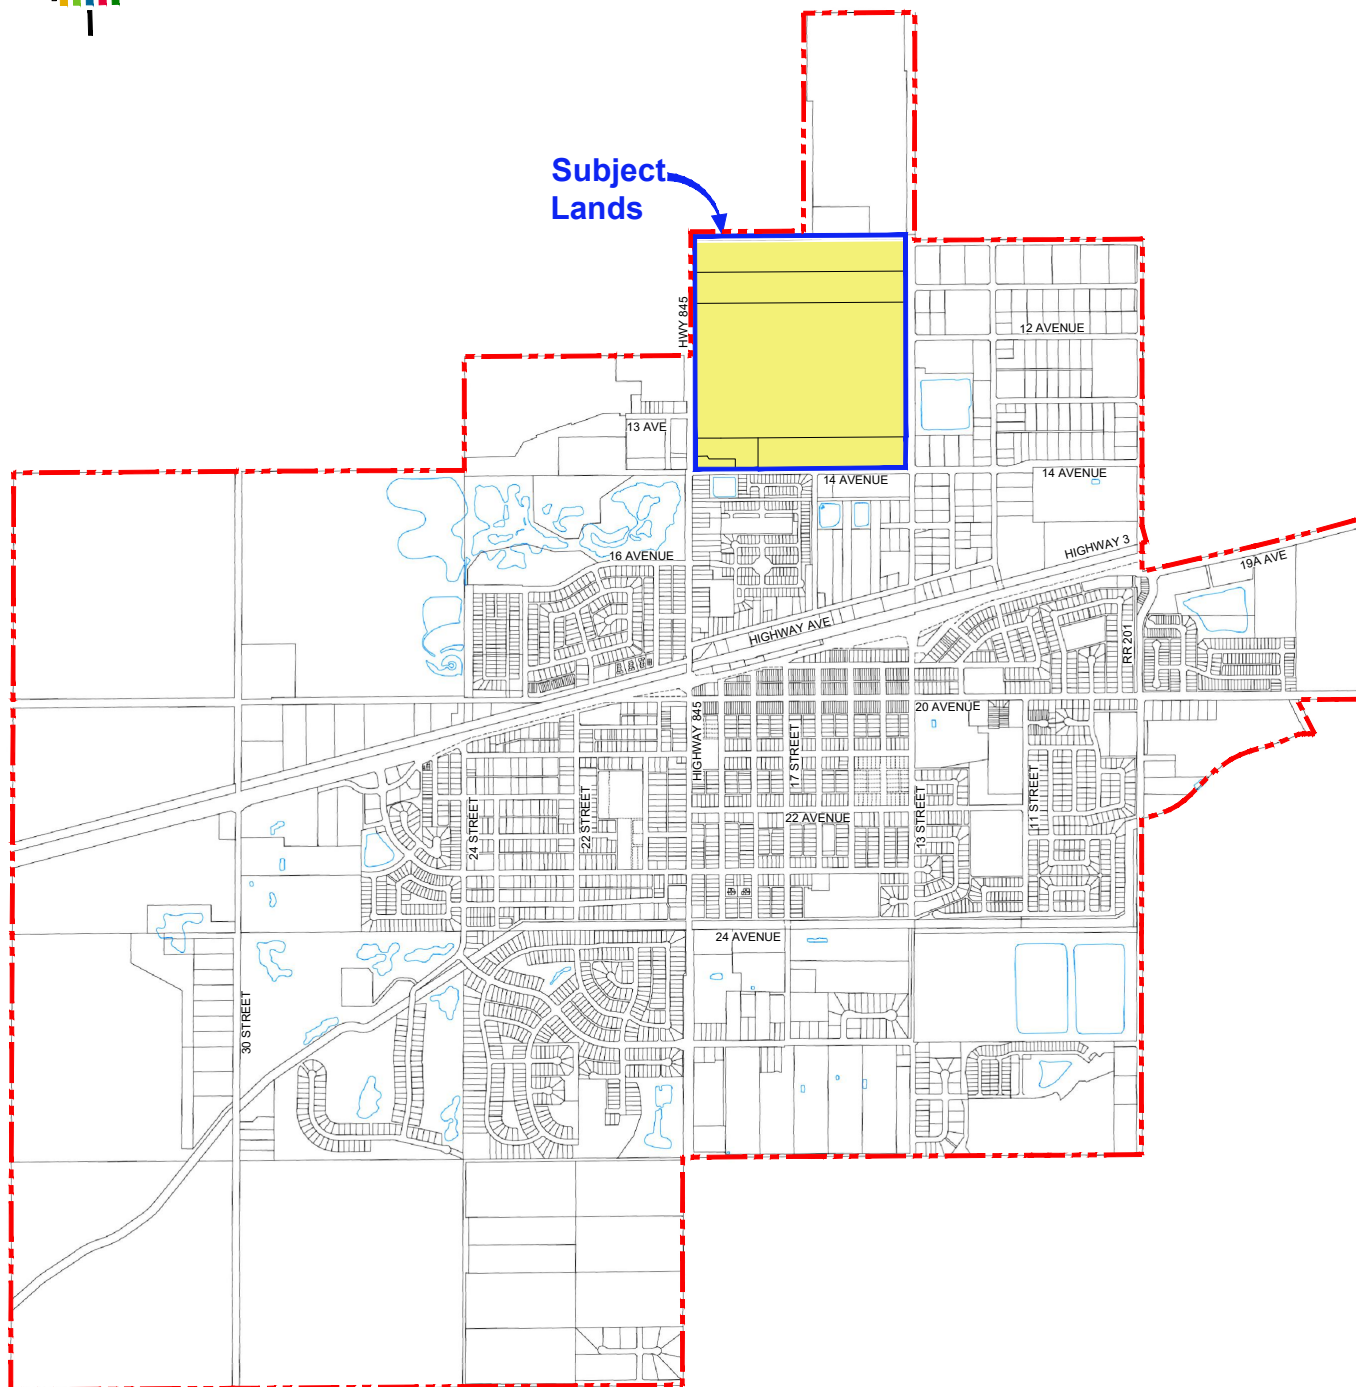 Subject
Lands
HWY 845
12 AVENUE
13 AVE
14 AVENUE
14 AVENUE
16 AVENUE
HIGHWAY 3
19A AVE
HIGHWAY AVE
RR 201
20 AVENUE
HIGHWAY 845
17 STREET
24 STREET
22 STREET
22 AVENUE
13 STREET
11 STREET
24 AVENUE
30 STREET